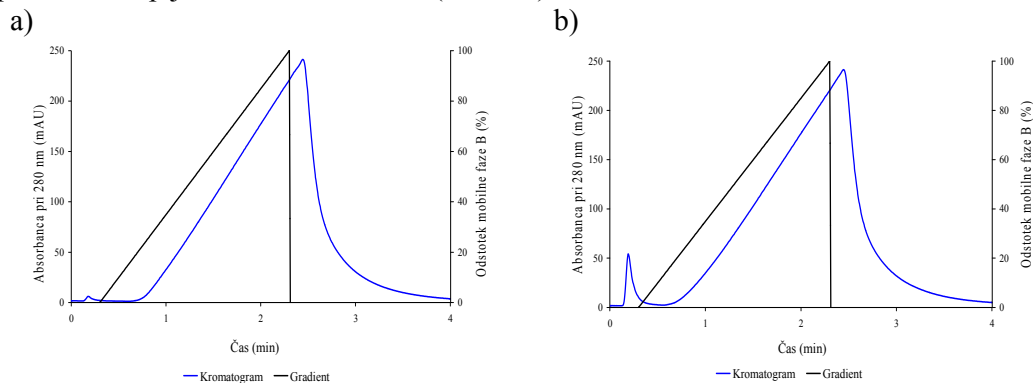 a)
b)
250
200
150
100
50
0
100
80
60
40
20
0
0
1
2
3
4
Absorbanca pri 280 nm (mAU)
Odstotek mobilne faze B (%)
Čas (min)
Kromatogram
Gradient
250
200
150
100
50
0
100
80
60
40
20
0
0
1
2
3
4
Absorbanca pri 280 nm (mAU)
Odstotek mobilne faze B (%)
Čas (min)
Kromatogram
Gradient